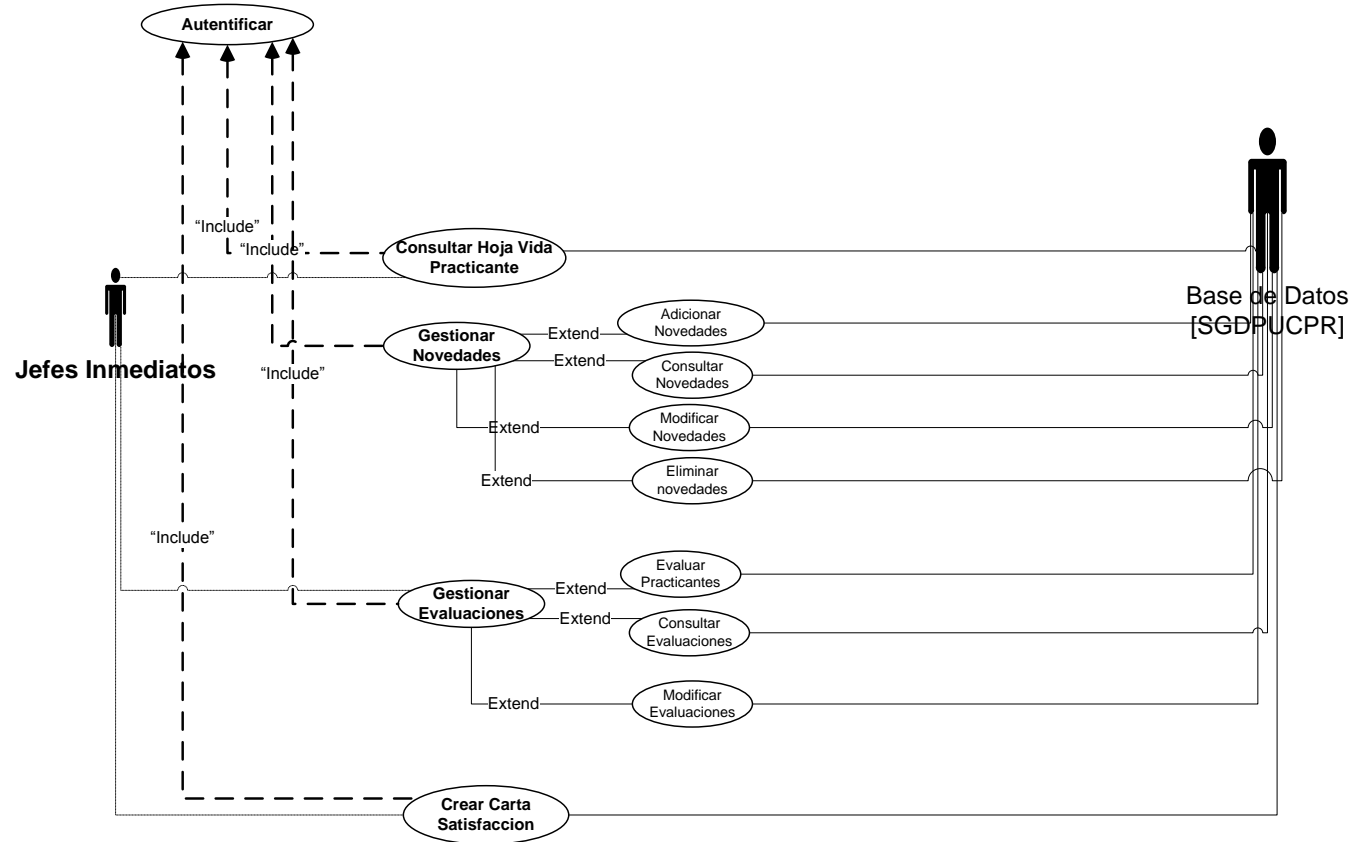 Autentificar
“Include”
“Include”
Consultar Hoja Vida
Practicante
Base de Datos
[SGDPUCPR]
Jefes Inmediatos
Gestionar
Novedades
Extend
Adicionar
Novedades
Extend
Consultar
Novedades
“Include”
Extend
Modificar
Novedades
Extend
Eliminar
novedades
“Include”
Gestionar
Evaluaciones
Extend
Evaluar
Practicantes
Extend
Consultar
Evaluaciones
Extend
Modificar
Evaluaciones
Crear Carta
Satisfaccion